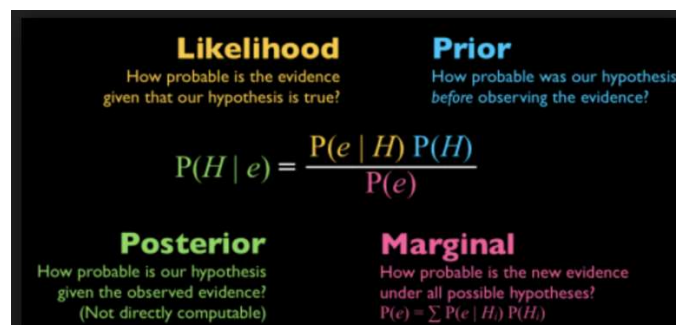 Likelihood
How probable is the evidence
given that our hypothesis is true?
Prior
How probable was our hypothesis
before observing the evidence?
P(H | e) = P(e | H) P(H)
P(e)
Posterior
How probable is our hypothesis
given the observed evidence?
(Not directly computable)
Marginal
How probable is the new evidence
under all possible hypotheses?
P(e) = ∑ P(e | Hᵢ) P(Hᵢ)